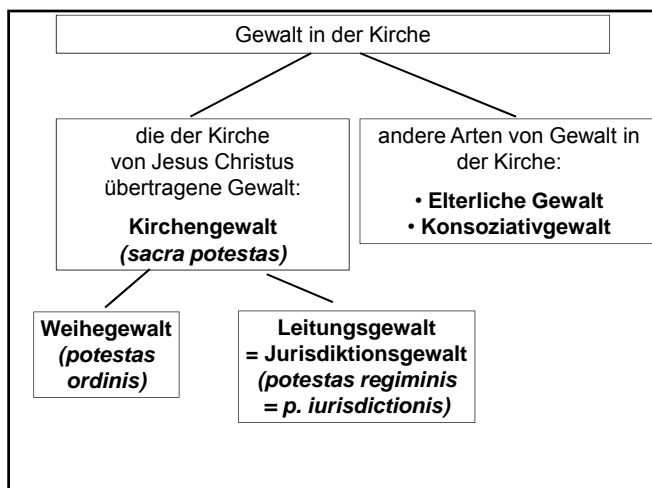 Gewalt in der Kirche
die der Kirche
von Jesus Christus
übertragene Gewalt:
Kirchengewalt
(sacra potestas)
andere Arten von Gewalt in
der Kirche:
• Elterliche Gewalt
• Konsoziativgewalt
Weihegewalt
(potestas
ordinis)
Leitungsgewalt
= Jurisdiktionsgewalt
(potestas regiminis
= p. iurisdictionis)